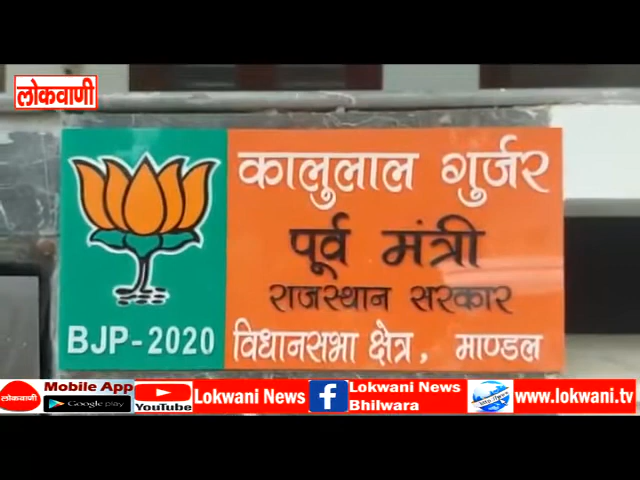 लोकवाणी
कालुलाल गुर्जर
पूर्व मंत्री
राजस्थान सरकार
विधानसभा क्षेत्र, माण्डल
BJP-2020
लोकवाणी
Mobile App
Google play
YouTube
Lokwani News
Lokwani News
Bhilwara
www.lokwani.tv